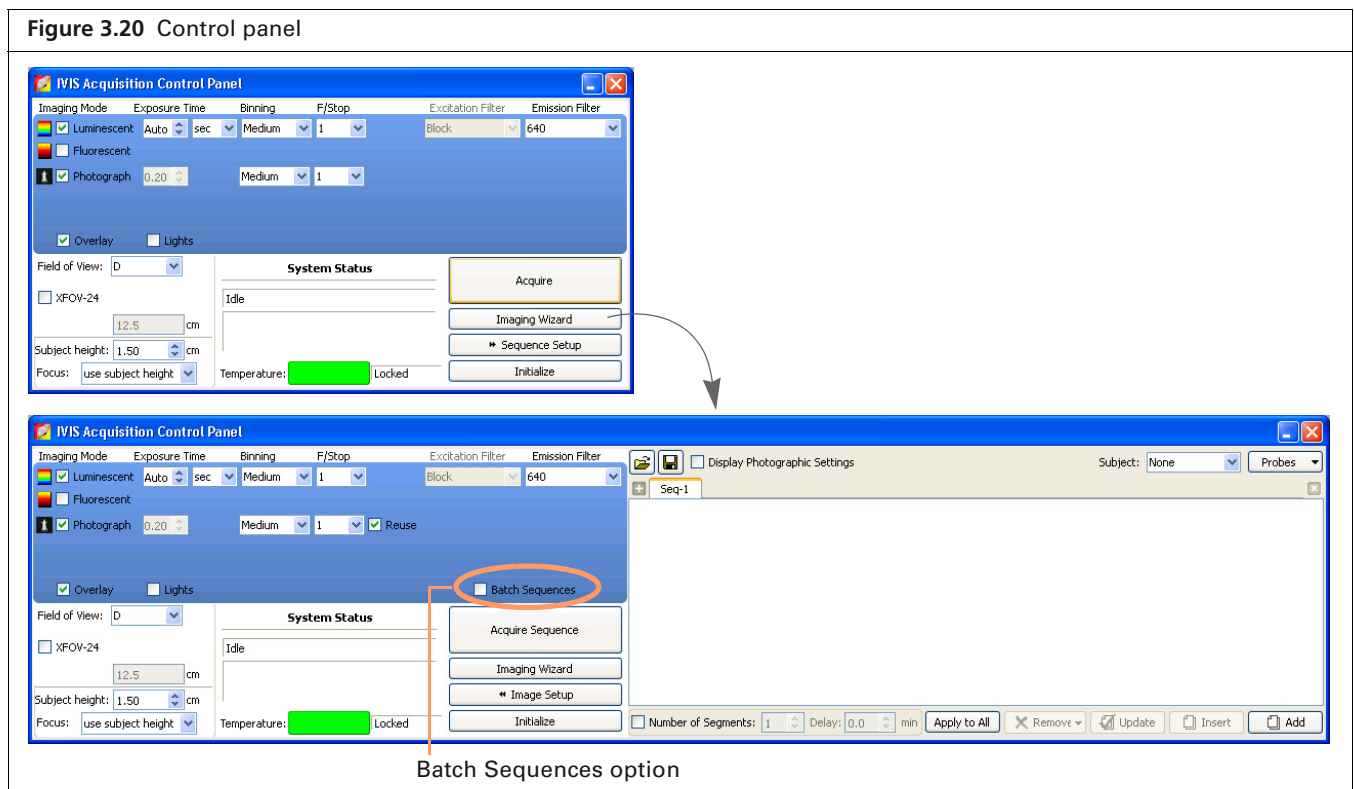 Figure 3.20 Control panel
IVIS Acquisition Control Panel
Imaging Mode Exposure Time Binning F/Stop Excitation Filter Emission Filter
Luminescent Auto sec Medium 1 Block 640
Fluorescent
Photograph 0.20 Medium 1
Overlay Lights
Field of View: D System Status Acquire
XFOV-24 Idle
12.5 cm Imaging Wizard
Subject height: 1.50 cm Sequence Setup
Focus: use subject height Temperature: Locked Initialize
IVIS Acquisition Control Panel
Imaging Mode Exposure Time Binning F/Stop Excitation Filter Emission Filter Display Photographic Settings Subject: None Probes
Luminescent Auto sec Medium 1 Block 640
Seq-1
Fluorescent
Photograph 0.20 Medium 1 Reuse
Overlay Lights Batch Sequences
Field of View: D System Status Acquire Sequence
XFOV-24 Idle
12.5 cm Imaging Wizard
Subject height: 1.50 cm Image Setup
Focus: use subject height Temperature: Locked Initialize Number of Segments: 1 Delay: 0.0 min Apply to All Remove Update Insert Add
Batch Sequences option